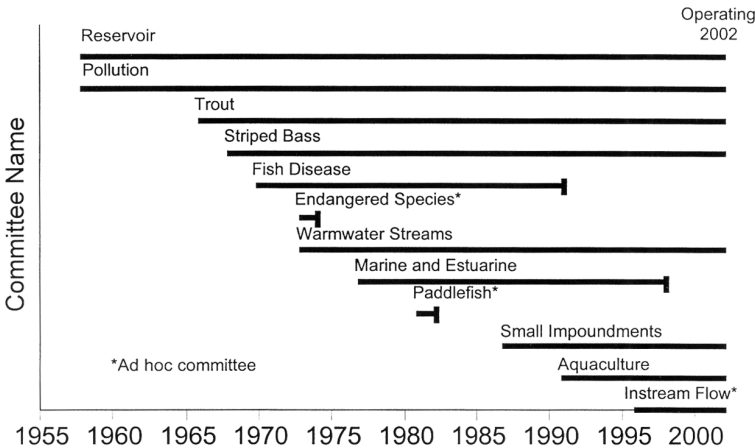 Operating
2002
Reservoir
Pollution
Trout
Striped Bass
Fish Disease
Endangered Species*
Warmwater Streams
Marine and Estuarine
Paddlefish*
Small Impoundments
Aquaculture
Instream Flow*
*Ad hoc committee
Committee Name
1955 1960 1965 1970 1975 1980 1985 1990 1995 2000